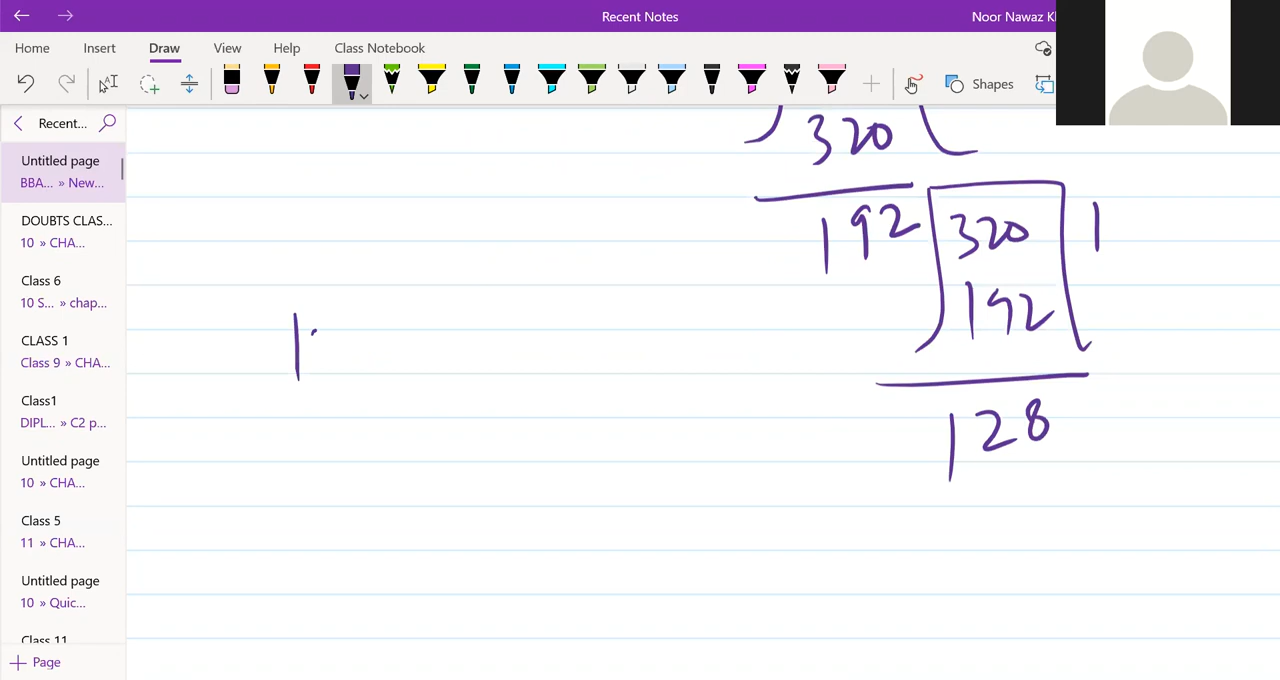 Recent Notes
Noor Nawaz Kh
Home Insert Draw View Help Class Notebook
Shapes
Recent...
Untitled page
BBA... » New...
DOUBTS CLAS...
10 » CHA...
Class 6
10 S... » chap...
CLASS 1
Class 9 » CHA...
Class1
DIPL... » C2 p...
Untitled page
10 » CHA...
Class 5
11 » CHA...
Untitled page
10 » Quic...
Class 11
Page
320
192 320 1
192
128
1